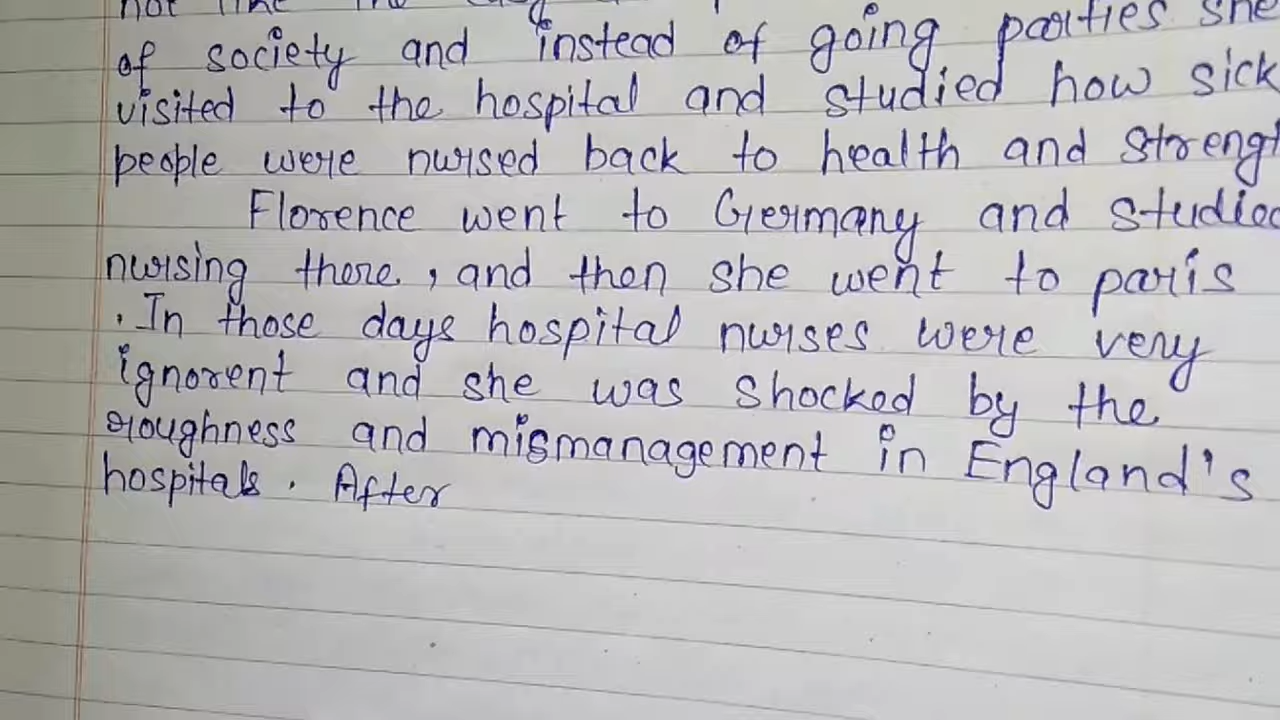 not like the
of society and instead of going parties she
visited to the hospital and studied how sick
people were nursed back to health and strengt
Florence went to Germany and studied
nursing there, and then she went to paris
. In those days hospital nurses were very
ignorent and she was shocked by the
roughness and mismanagement in England's
hospitals. After